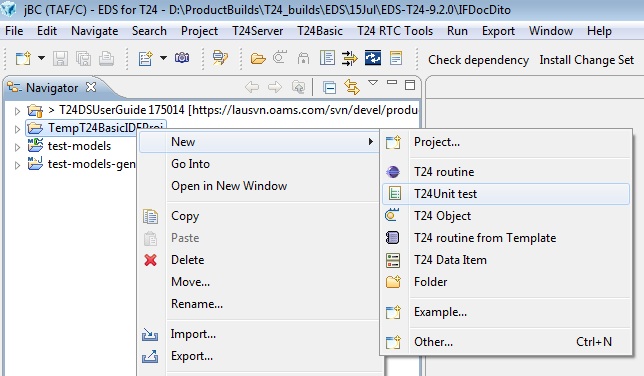 jBC (TAF/C) - EDS for T24 - D:\ProductBuilds\T24_builds\EDS\15Jul\EDS-T24-9.2.0\IFDocDito
File Edit Navigate Search Project T24Server T24Basic T24 RTC Tools Run Export Window Help
Check dependency Install Change Set
Navigator
> T24DSUserGuide 175014 [https://lausvn.oams.com/svn/devel/produ
TempT24BasicIDEProj
test-models
test-models-gen
New
Go Into
Open in New Window
Copy
Paste
Delete
Move...
Rename...
Import...
Export...
Project...
T24 routine
T24Unit test
T24 Object
T24 routine from Template
T24 Data Item
Folder
Example...
Other... Ctrl+N